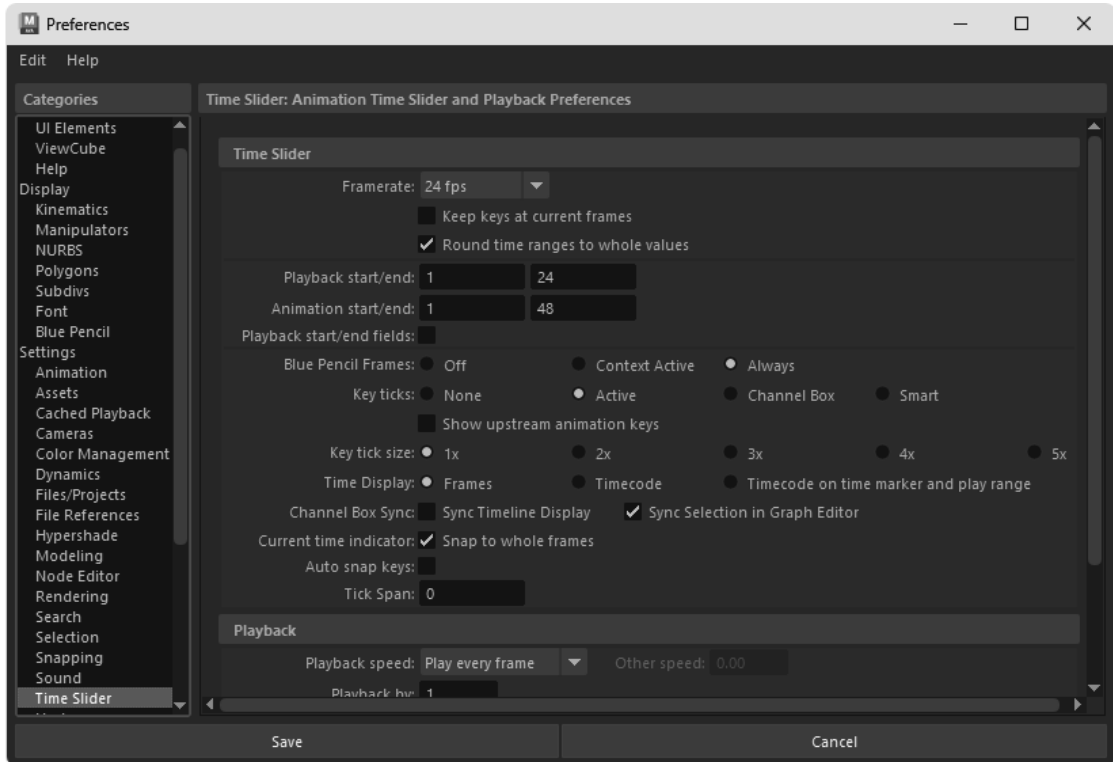 Preferences
Edit Help
Categories
UI Elements
ViewCube
Help
Display
Kinematics
Manipulators
NURBS
Polygons
Subdivs
Font
Blue Pencil
Settings
Animation
Assets
Cached Playback
Cameras
Color Management
Dynamics
Files/Projects
File References
Hypershade
Modeling
Node Editor
Rendering
Search
Selection
Snapping
Sound
Time Slider
Time Slider: Animation Time Slider and Playback Preferences
Time Slider
Framerate: 24 fps
Keep keys at current frames
Round time ranges to whole values
Playback start/end: 1 24
Animation start/end: 1 48
Playback start/end fields:
Blue Pencil Frames: Off Context Active Always
Key ticks: None Active Channel Box Smart
Show upstream animation keys
Key tick size: 1x 2x 3x 4x 5x
Time Display: Frames Timecode Timecode on time marker and play range
Channel Box Sync: Sync Timeline Display Sync Selection in Graph Editor
Current time indicator: Snap to whole frames
Auto snap keys:
Tick Span: 0
Playback
Playback speed: Play every frame Other speed: 0.00
Playback by: 1
Save Cancel